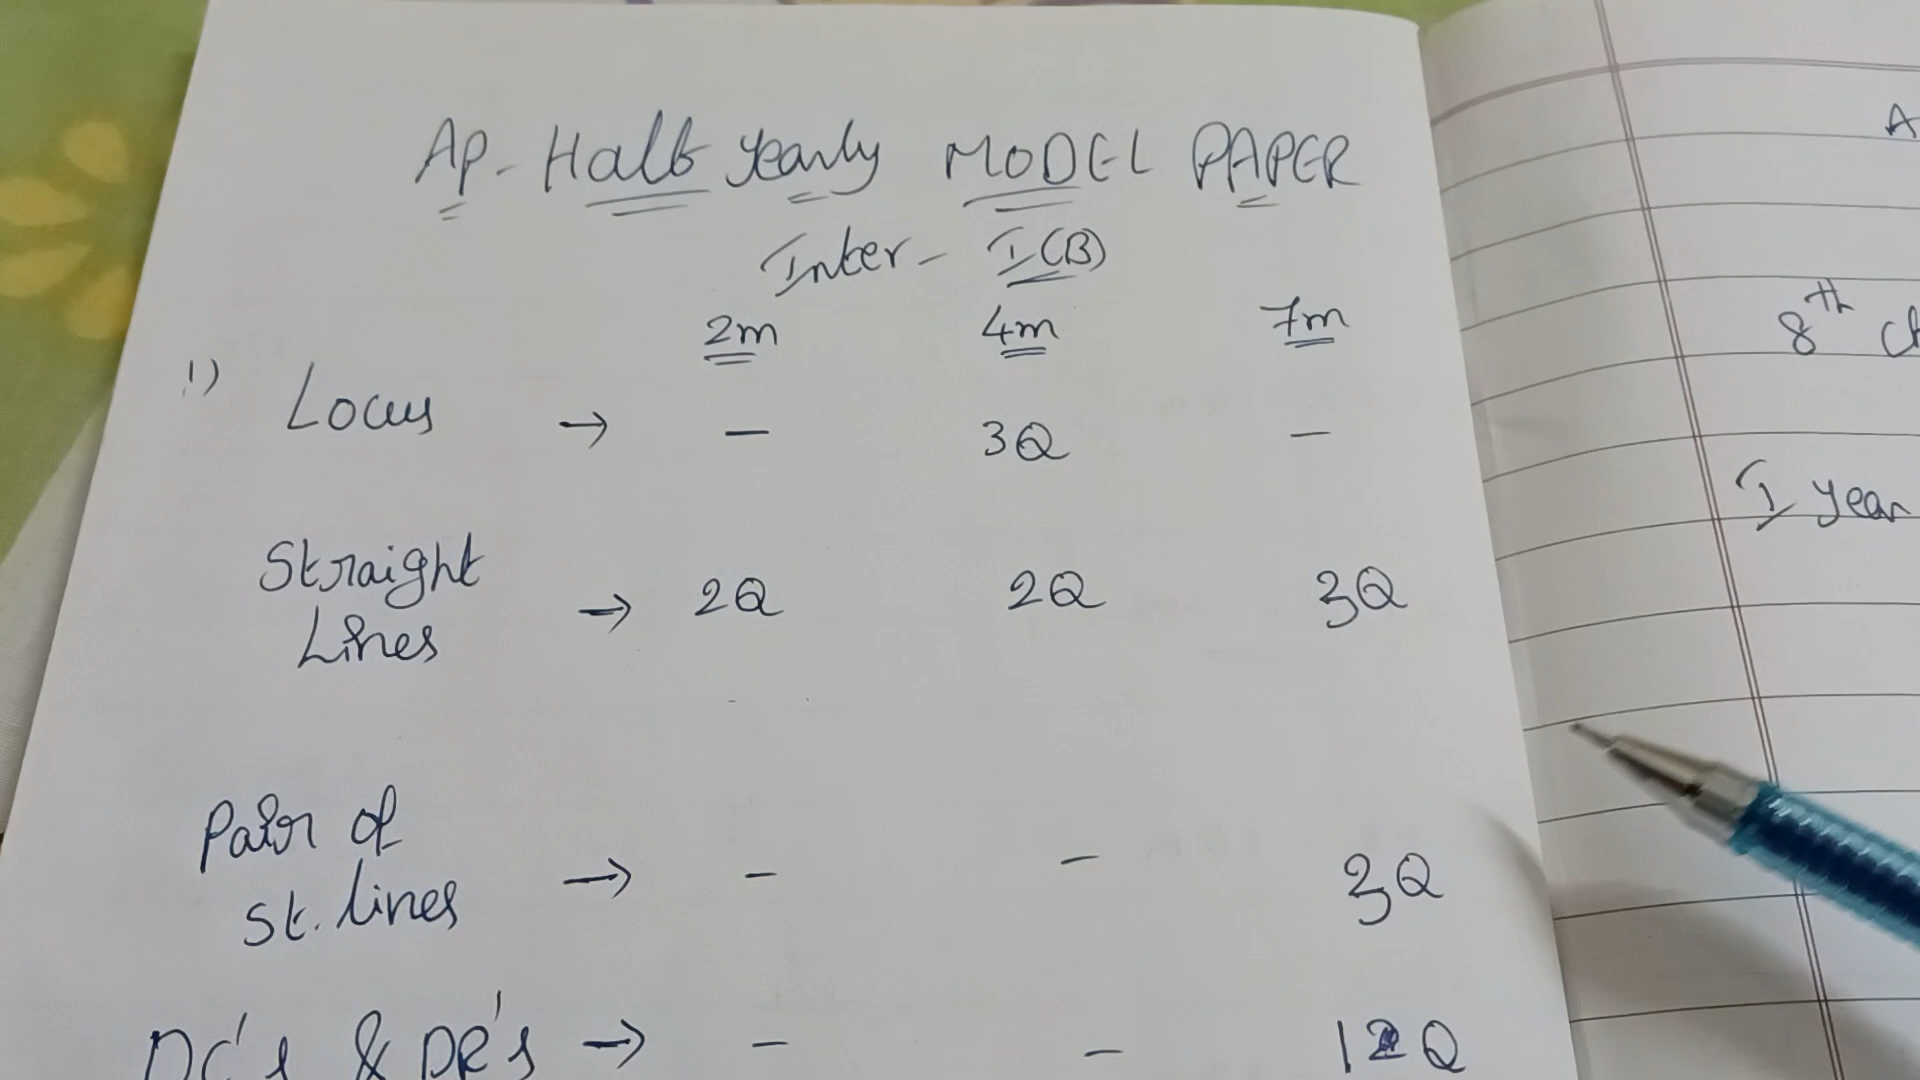 AP- Half yearly MODEL PAPER
Inter - I(B)
2m 4m 7m
1) Locus → - 3Q -
Straight
Lines → 2Q 2Q 3Q
Pair of
st. lines → - - 3Q
DC's & DR's → - - Q
A
8th
I year